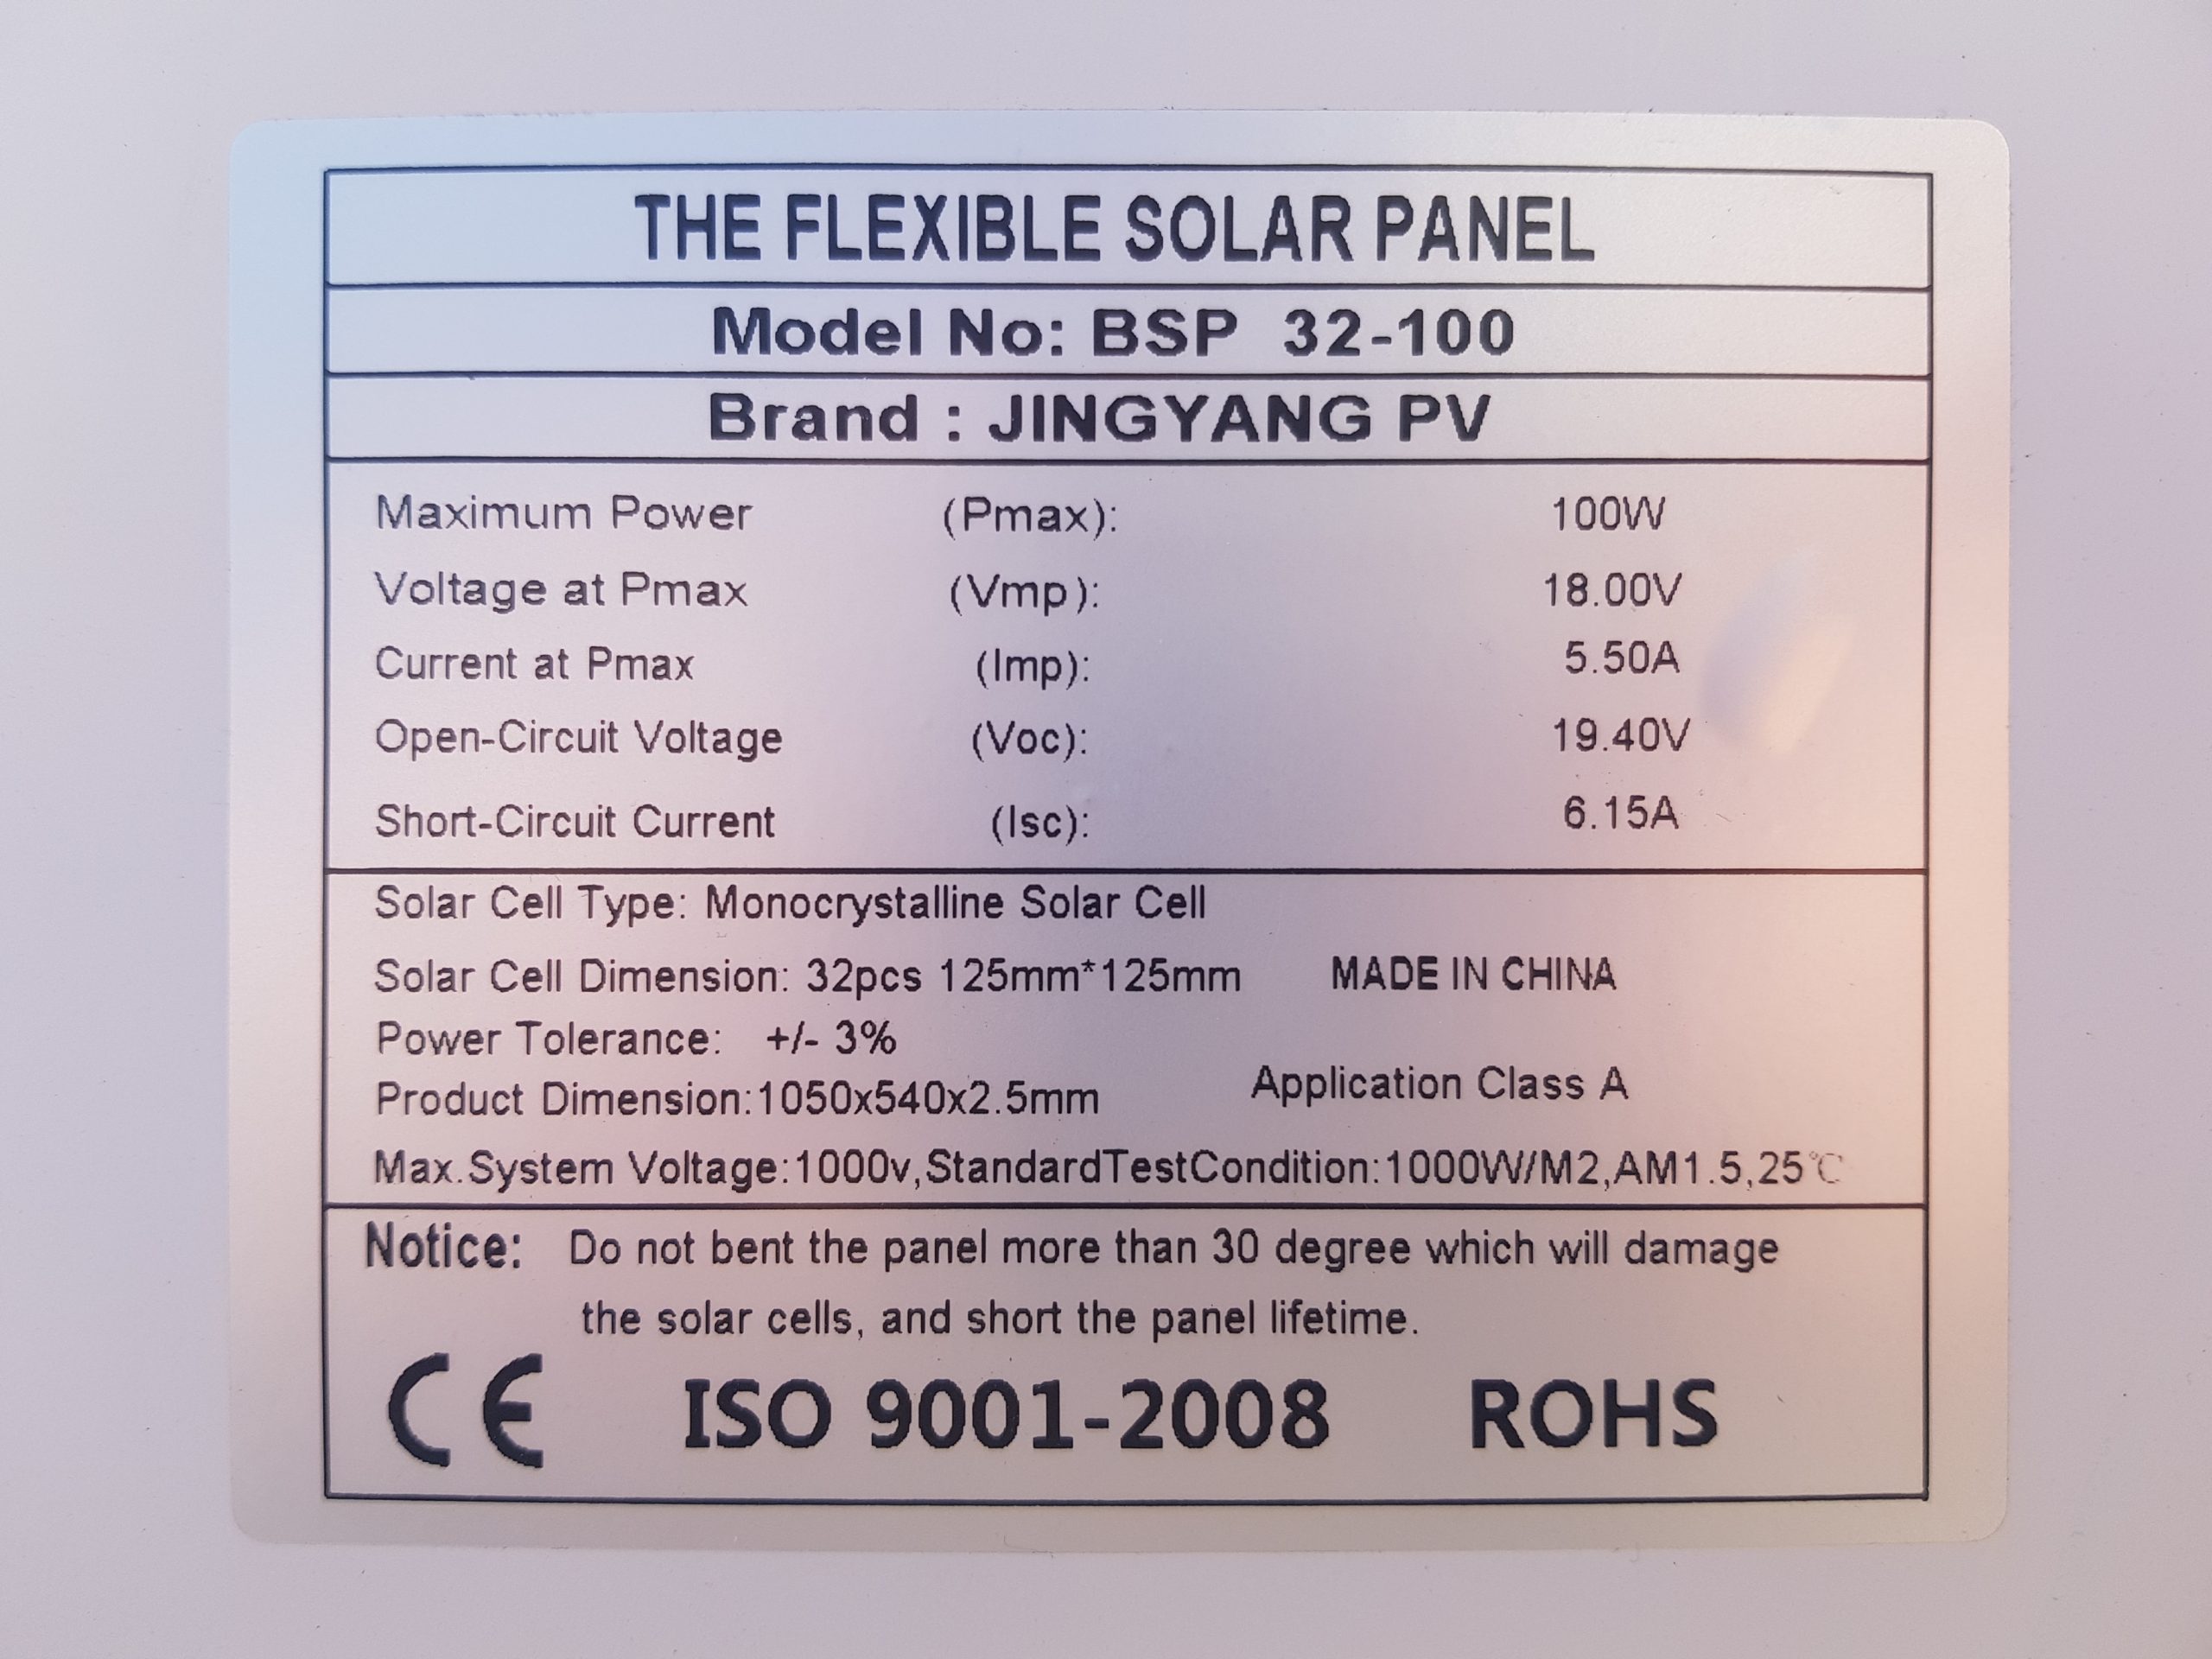 THE FLEXIBLE SOLAR PANEL
Model No: BSP 32-100
Brand : JINGYANG PV
Maximum Power (Pmax): 100W
Voltage at Pmax (Vmp): 18.00V
Current at Pmax (Imp): 5.50A
Open-Circuit Voltage (Voc): 19.40V
Short-Circuit Current (Isc): 6.15A
Solar Cell Type: Monocrystalline Solar Cell
Solar Cell Dimension: 32pcs 125mm*125mm MADE IN CHINA
Power Tolerance: +/- 3%
Product Dimension:1050x540x2.5mm Application Class A
Max.System Voltage:1000v,StandardTestCondition:1000W/M2,AM1.5,25℃
Notice: Do not bent the panel more than 30 degree which will damage
the solar cells, and short the panel lifetime.
CE ISO 9001-2008 ROHS